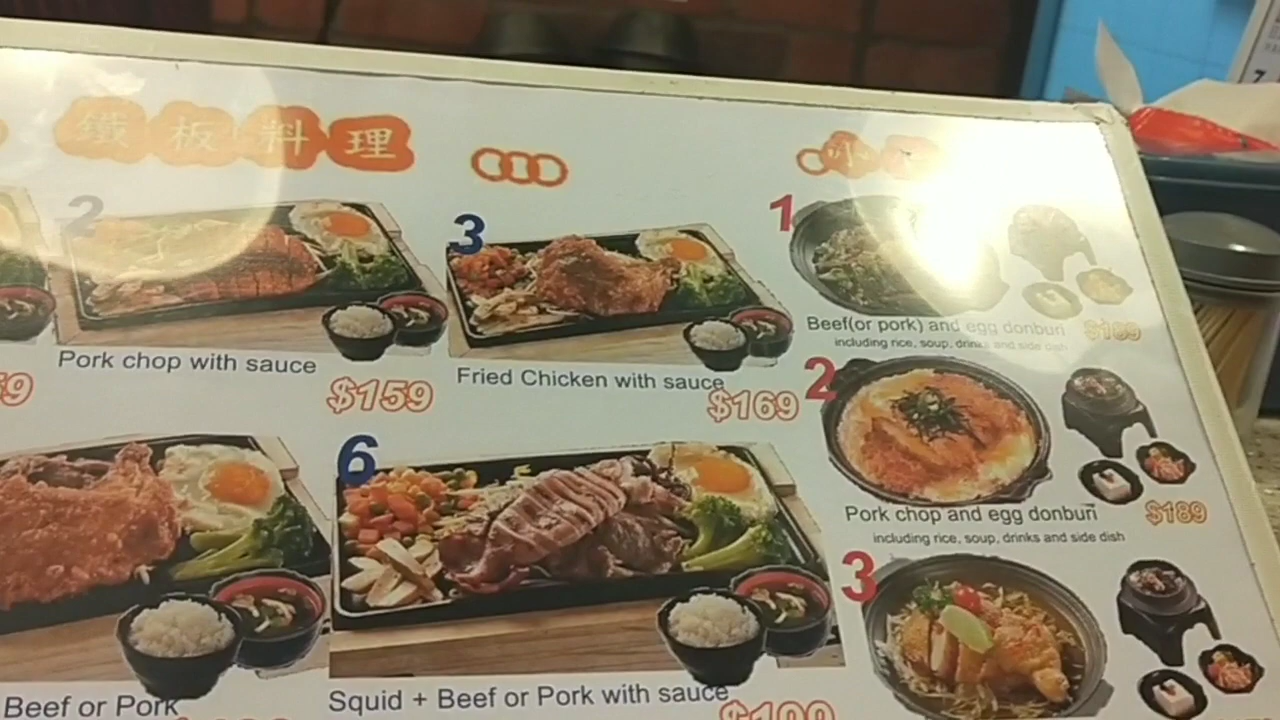 鐵板料理
小
2
Pork chop with sauce
$159
3
Fried Chicken with sauce
$169
Beef or Pork
6
Squid + Beef or Pork with sauce
1
Beef(or pork) and egg donburi
$189
including rice, soup, drinks and side dish
2
Pork chop and egg donburi
$189
including rice, soup, drinks and side dish
3
7